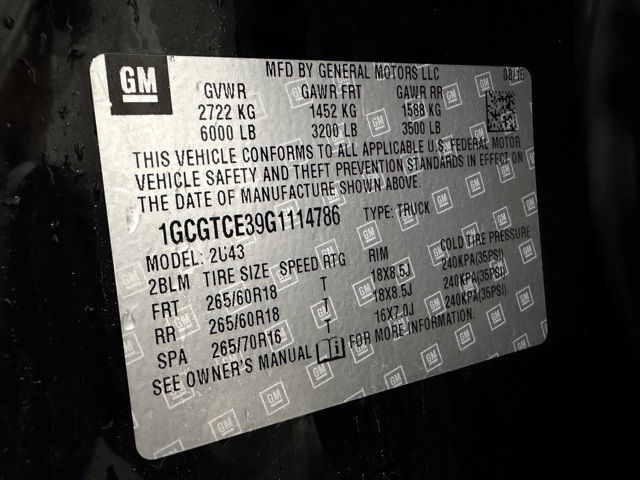 GM
MFD BY GENERAL MOTORS LLC 08/16
GVWR GAWR FRT GAWR RR
2722 KG 1452 KG 1588 KG
6000 LB 3200 LB 3500 LB
THIS VEHICLE CONFORMS TO ALL APPLICABLE U.S. FEDERAL MOTOR
VEHICLE SAFETY AND THEFT PREVENTION STANDARDS IN EFFECT ON
THE DATE OF MANUFACTURE SHOWN ABOVE.
1GCGTCE39G1114786 TYPE: TRUCK
MODEL: 2U43
2BLM TIRE SIZE SPEED RTG RIM COLD TIRE PRESSURE
FRT 265/60R18 T 18X8.5J 240KPA(35PSI)
RR 265/60R18 T 18X8.5J 240KPA(35PSI)
SPA 265/70R16 T 16X7.0J 240KPA(35PSI)
SEE OWNER'S MANUAL FOR MORE INFORMATION.